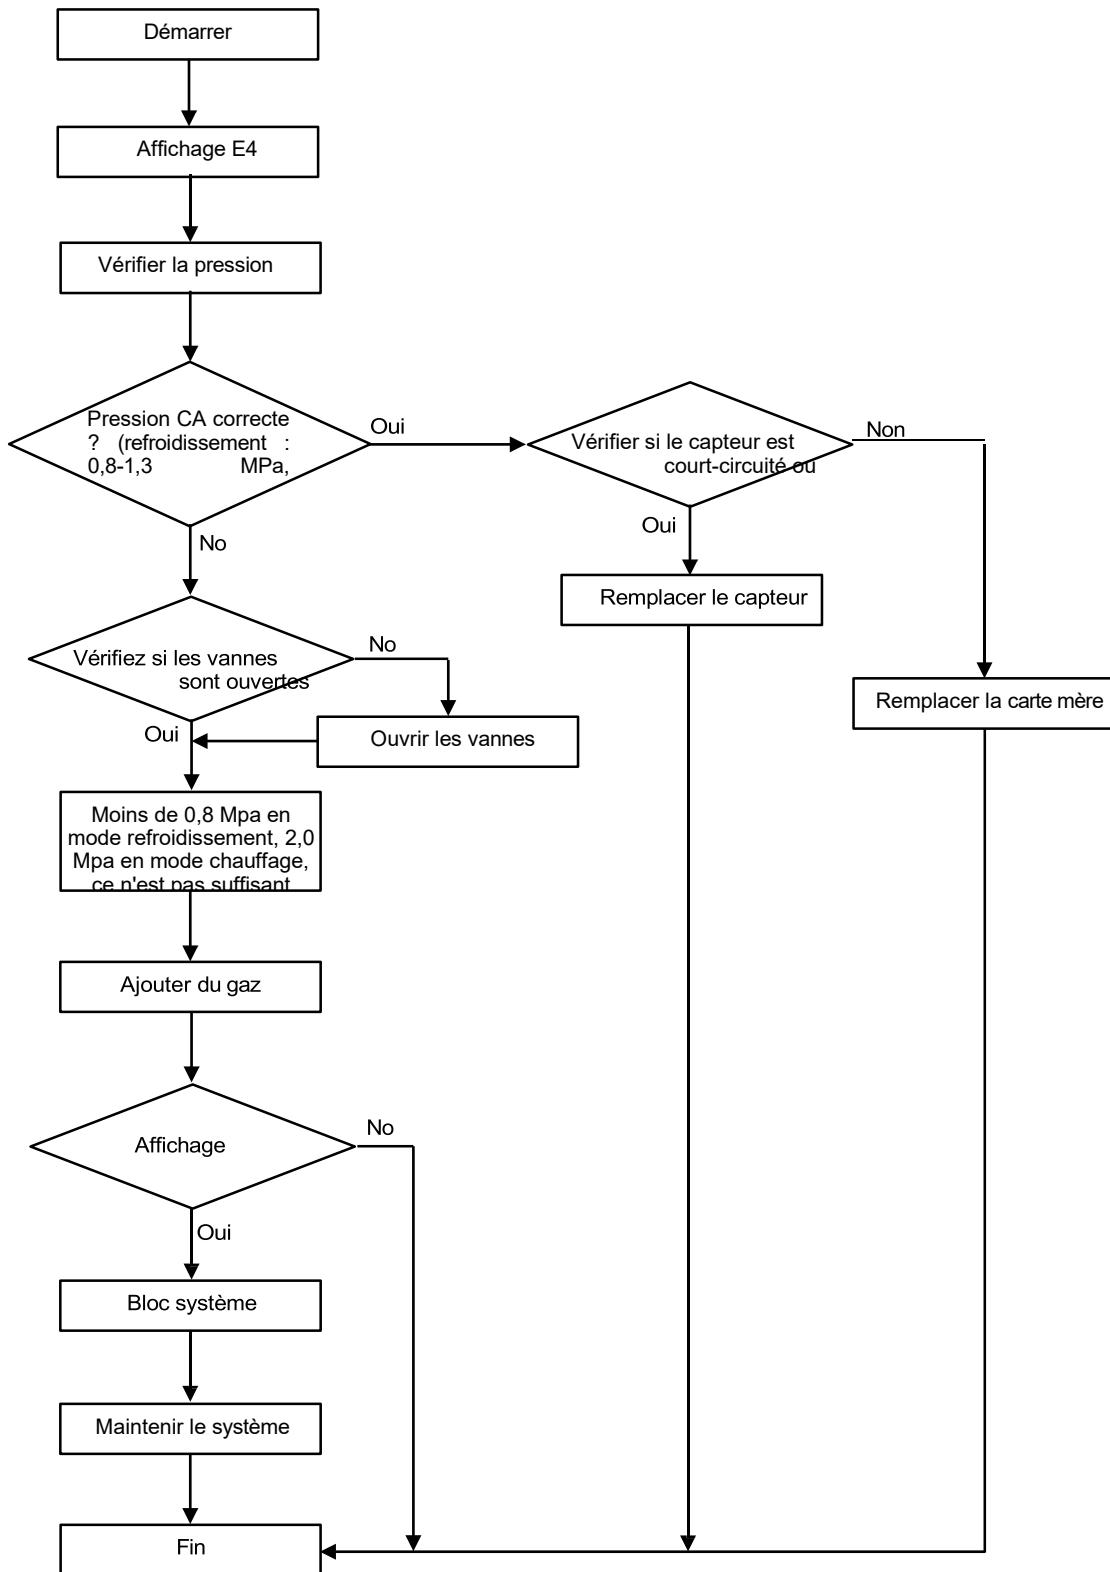 Démarrer
Affichage E4
Vérifier la pression
Pression CA correcte
? (refroidissement :
0,8-1,3 MPa,
Oui
Vérifier si le capteur est
court-circuité ou
Non
Oui
No
Remplacer le capteur
Vérifiez si les vannes
sont ouvertes
No
Remplacer la carte mère
Oui
Ouvrir les vannes
Moins de 0,8 Mpa en
mode refroidissement, 2,0
Mpa en mode chauffage,
ce n'est pas suffisant
Ajouter du gaz
Affichage
No
Oui
Bloc système
Maintenir le système
Fin